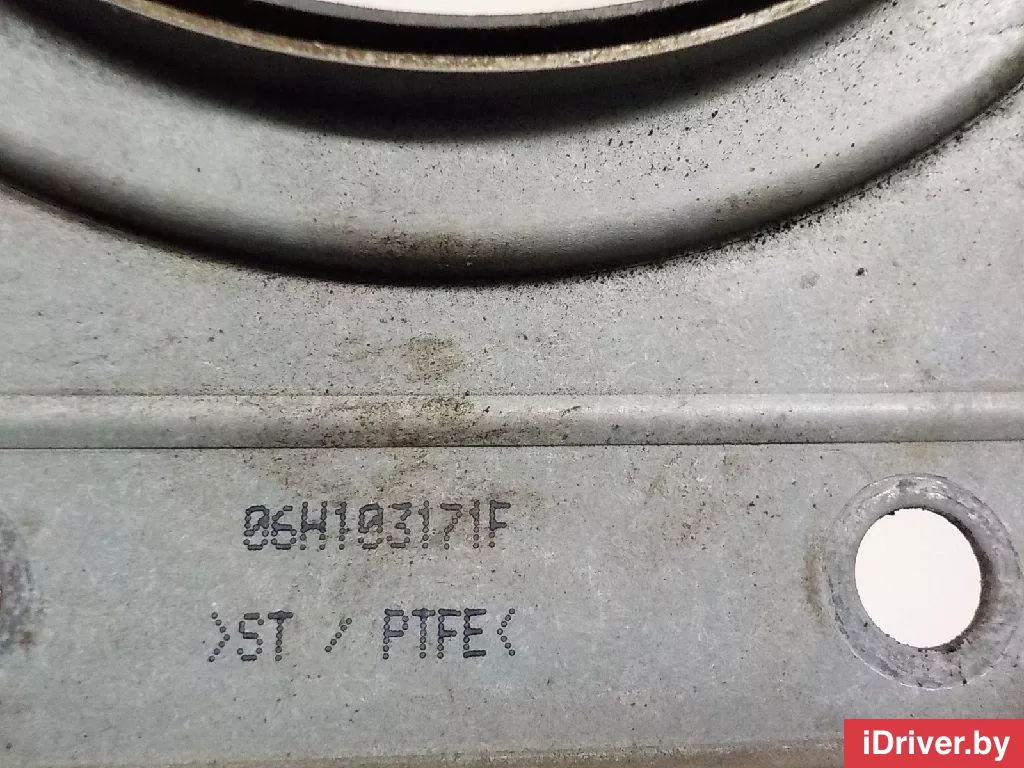 06H103171F
>ST / PTFE<
iDriver.by